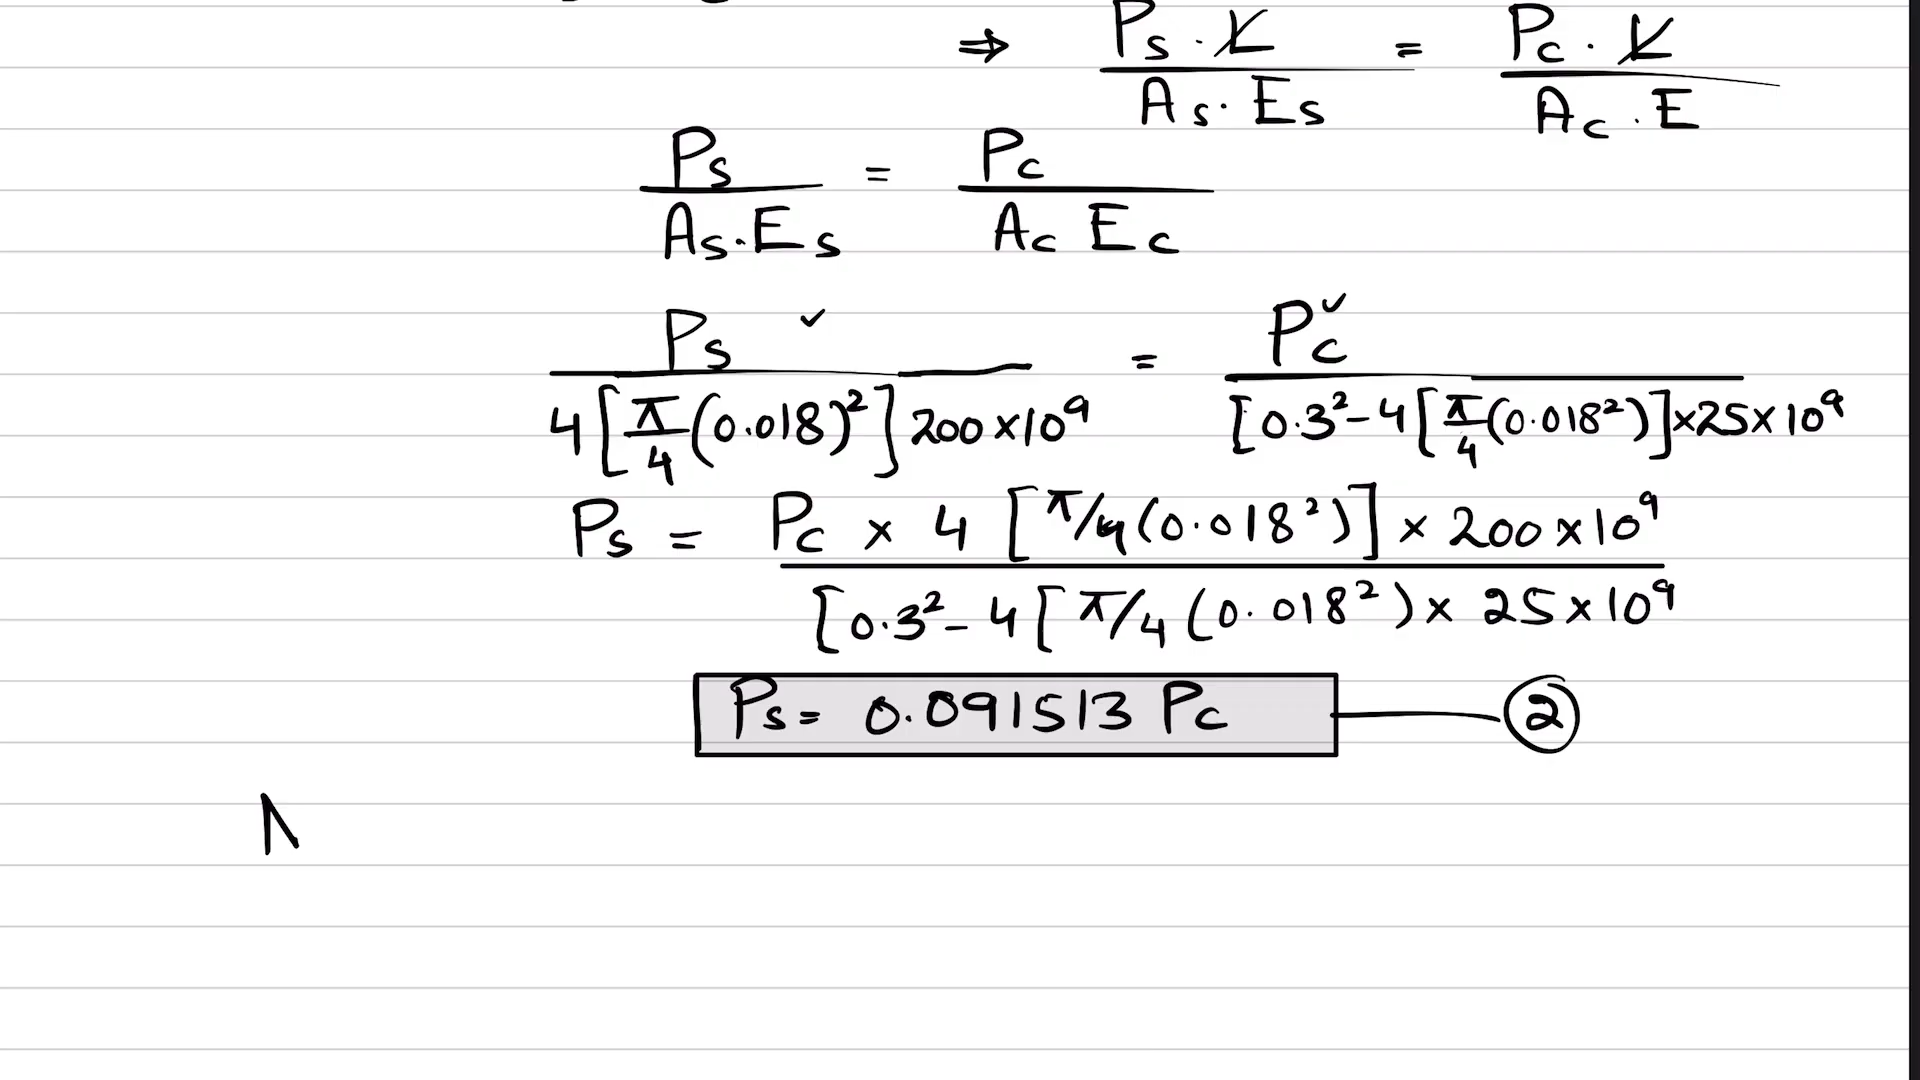 ⇒ Ps · L / As · Es = Pc · L / Ac · E
Ps / As · Es = Pc / Ac Ec
Ps ✓ / 4[π/4(0.018)²] 200×10⁹ = Pc ✓ / [0.3²-4[π/4(0.018²)]×25×10⁹
Ps = Pc × 4 [π/4(0.018²)] × 200×10⁹ / [0.3²-4[π/4(0.018²)× 25×10⁹
Ps = 0.091513 Pc — ②